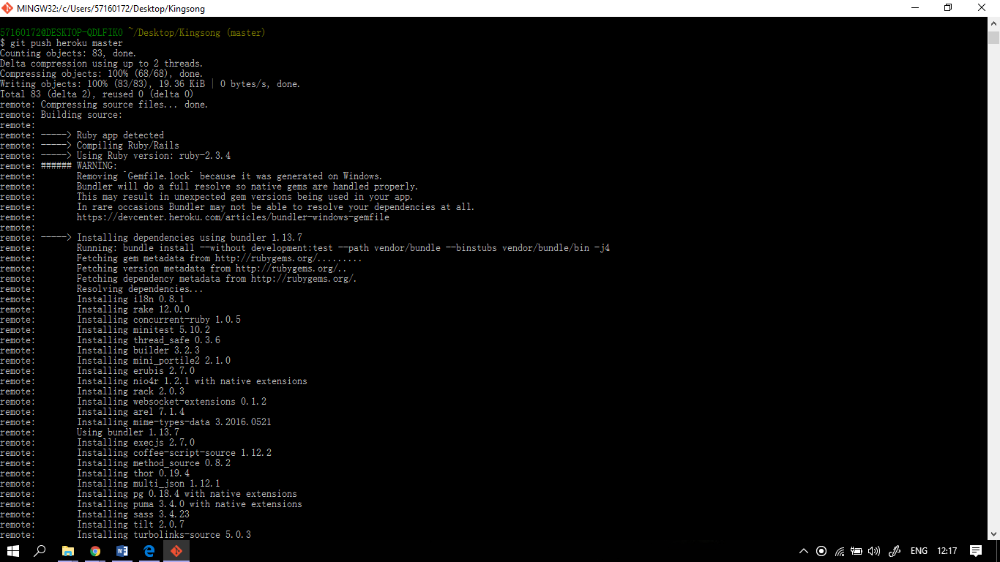 MINGW32:/c/Users/57160172/Desktop/Kingsong
57160172@DESKTOP-QDLFIK0 ~/Desktop/Kingsong (master)
$ git push heroku master
Counting objects: 83, done.
Delta compression using up to 2 threads.
Compressing objects: 100% (68/68), done.
Writing objects: 100% (83/83), 19.36 KiB | 0 bytes/s, done.
Total 83 (delta 2), reused 0 (delta 0)
remote: Compressing source files... done.
remote: Building source:
remote:
remote: -----> Ruby app detected
remote: -----> Compiling Ruby/Rails
remote: -----> Using Ruby version: ruby-2.3.4
remote: ###### WARNING:
remote:        Removing `Gemfile.lock` because it was generated on Windows.
remote:        Bundler will do a full resolve so native gems are handled properly.
remote:        This may result in unexpected gem versions being used in your app.
remote:        In rare occasions Bundler may not be able to resolve your dependencies at all.
remote:        https://devcenter.heroku.com/articles/bundler-windows-gemfile
remote:
remote: -----> Installing dependencies using bundler 1.13.7
remote:        Running: bundle install --without development:test --path vendor/bundle --binstubs vendor/bundle/bin -j4
remote:        Fetching gem metadata from http://rubygems.org/.........
remote:        Fetching version metadata from http://rubygems.org/..
remote:        Fetching dependency metadata from http://rubygems.org/.
remote:        Resolving dependencies...
remote:        Installing i18n 0.8.1
remote:        Installing rake 12.0.0
remote:        Installing concurrent-ruby 1.0.5
remote:        Installing minitest 5.10.2
remote:        Installing thread_safe 0.3.6
remote:        Installing builder 3.2.3
remote:        Installing mini_portile2 2.1.0
remote:        Installing erubis 2.7.0
remote:        Installing nio4r 1.2.1 with native extensions
remote:        Installing rack 2.0.3
remote:        Installing websocket-extensions 0.1.2
remote:        Installing arel 7.1.4
remote:        Installing mime-types-data 3.2016.0521
remote:        Using bundler 1.13.7
remote:        Installing execjs 2.7.0
remote:        Installing coffee-script-source 1.12.2
remote:        Installing method_source 0.8.2
remote:        Installing thor 0.19.4
remote:        Installing multi_json 1.12.1
remote:        Installing pg 0.18.4 with native extensions
remote:        Installing puma 3.4.0 with native extensions
remote:        Installing sass 3.4.23
remote:        Installing tilt 2.0.7
remote:        Installing turbolinks-source 5.0.3
ENG 12:17